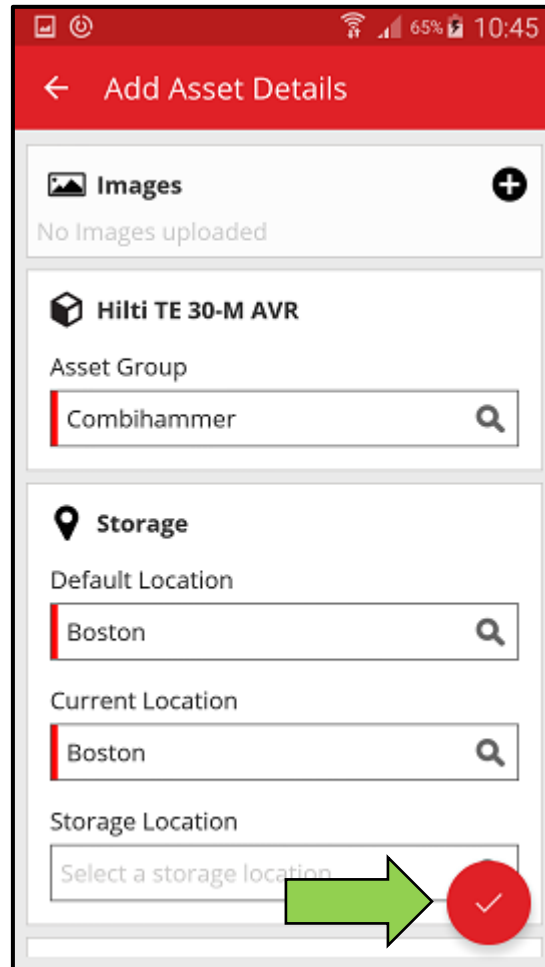 65% 10:45
Add Asset Details
Images
No Images uploaded
Hilti TE 30-M AVR
Asset Group
Combihammer
Storage
Default Location
Boston
Current Location
Boston
Storage Location
Select a storage location